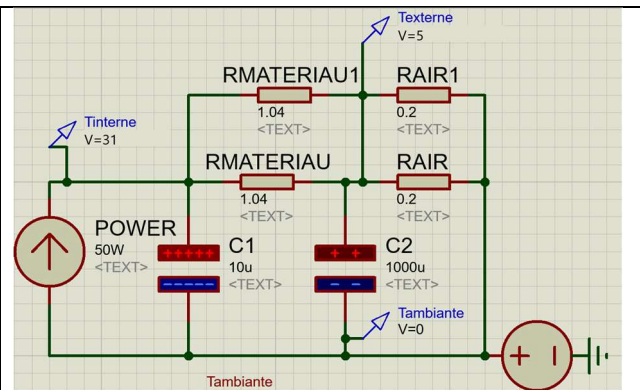 Texterne
V=5
RMATERIAU1
RAIR1
1.04
0.2
<TEXT>
<TEXT>
Tinterne
V=31
RMATERIAU
RAIR
1.04
0.2
<TEXT>
<TEXT>
POWER
50W
<TEXT>
C1
10u
<TEXT>
C2
1000u
<TEXT>
Tambiante
V=0
Tambiante